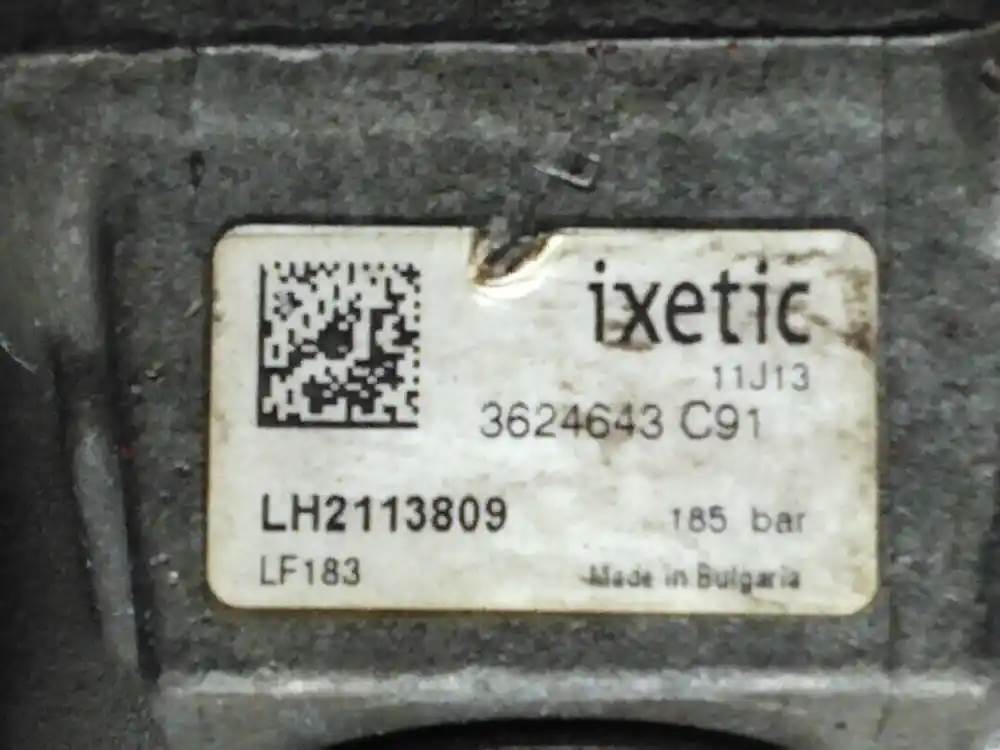 ixetic
11J13
3624643 C91
LH2113809
185 bar
LF183
Made in Bulgaria